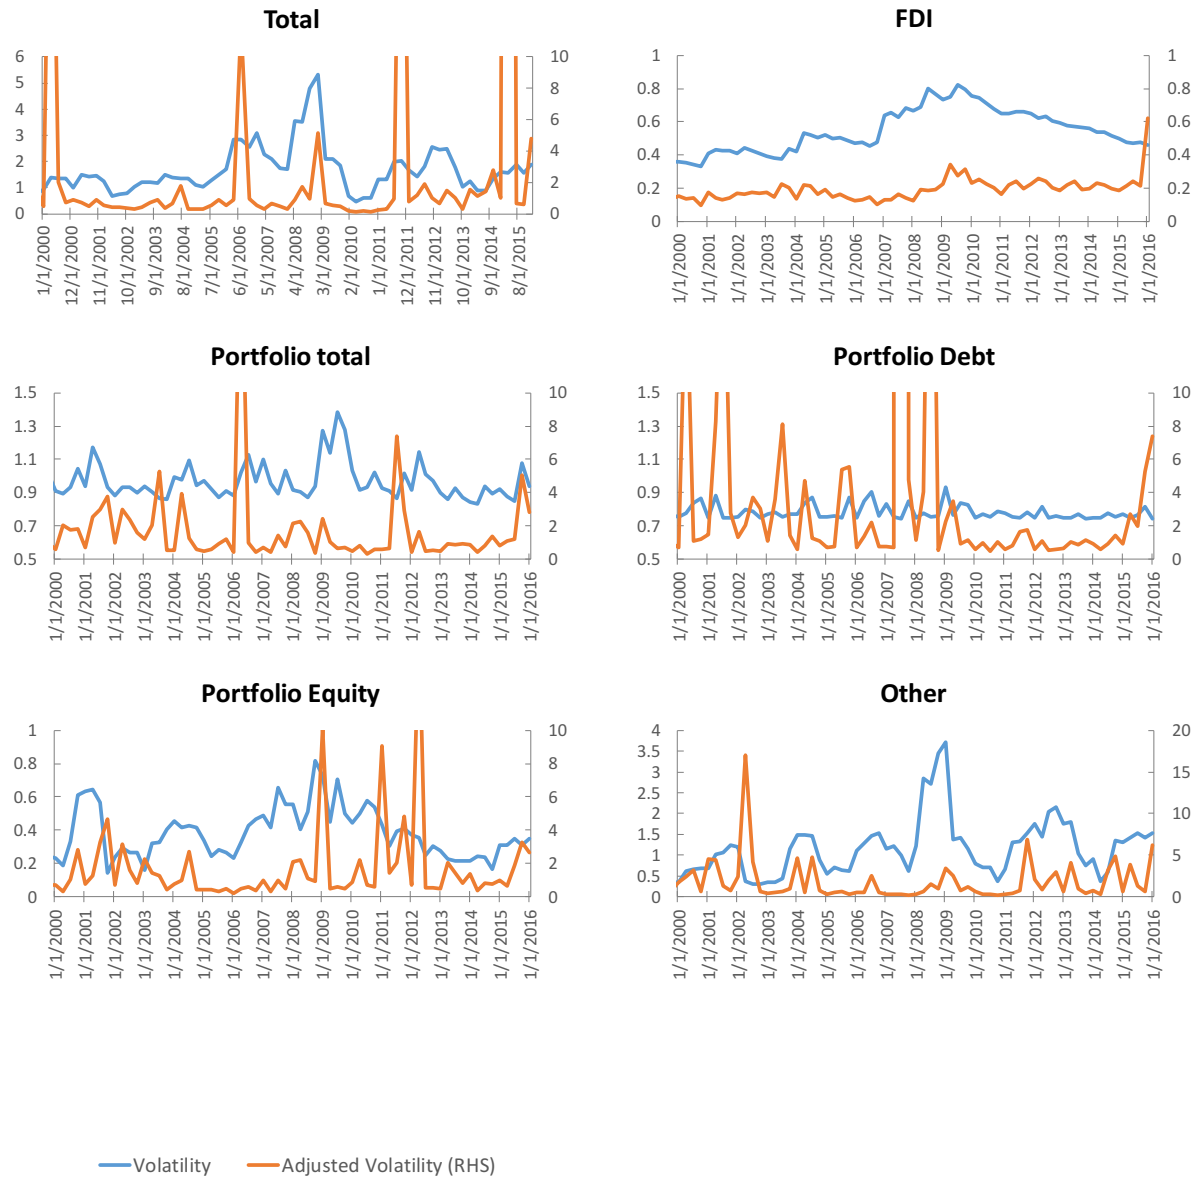 Total
6 5 4 3 2 1 0
10 8 6 4 2 0
1/1/2000 12/1/2000 11/1/2001 10/1/2002 9/1/2003 8/1/2004 7/1/2005 6/1/2006 5/1/2007 4/1/2008 3/1/2009 2/1/2010 1/1/2011 12/1/2011 11/1/2012 10/1/2013 9/1/2014 8/1/2015
FDI
1 0.8 0.6 0.4 0.2 0
1 0.8 0.6 0.4 0.2 0
1/1/2000 1/1/2001 1/1/2002 1/1/2003 1/1/2004 1/1/2005 1/1/2006 1/1/2007 1/1/2008 1/1/2009 1/1/2010 1/1/2011 1/1/2012 1/1/2013 1/1/2014 1/1/2015 1/1/2016
Portfolio total
1.5 1.3 1.1 0.9 0.7 0.5
10 8 6 4 2 0
1/1/2000 1/1/2001 1/1/2002 1/1/2003 1/1/2004 1/1/2005 1/1/2006 1/1/2007 1/1/2008 1/1/2009 1/1/2010 1/1/2011 1/1/2012 1/1/2013 1/1/2014 1/1/2015 1/1/2016
Portfolio Debt
1.5 1.3 1.1 0.9 0.7 0.5
10 8 6 4 2 0
1/1/2000 1/1/2001 1/1/2002 1/1/2003 1/1/2004 1/1/2005 1/1/2006 1/1/2007 1/1/2008 1/1/2009 1/1/2010 1/1/2011 1/1/2012 1/1/2013 1/1/2014 1/1/2015 1/1/2016
Portfolio Equity
1 0.8 0.6 0.4 0.2 0
10 8 6 4 2 0
1/1/2000 1/1/2001 1/1/2002 1/1/2003 1/1/2004 1/1/2005 1/1/2006 1/1/2007 1/1/2008 1/1/2009 1/1/2010 1/1/2011 1/1/2012 1/1/2013 1/1/2014 1/1/2015 1/1/2016
Other
4 3.5 3 2.5 2 1.5 1 0.5 0
20 15 10 5 0
1/1/2000 1/1/2001 1/1/2002 1/1/2003 1/1/2004 1/1/2005 1/1/2006 1/1/2007 1/1/2008 1/1/2009 1/1/2010 1/1/2011 1/1/2012 1/1/2013 1/1/2014 1/1/2015 1/1/2016
Volatility Adjusted Volatility (RHS)